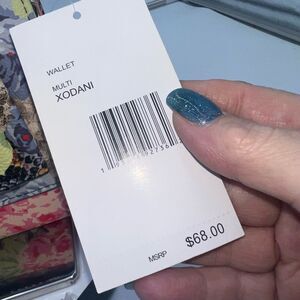 WALLET
MULTI
XODANI
$68.00
MSRP